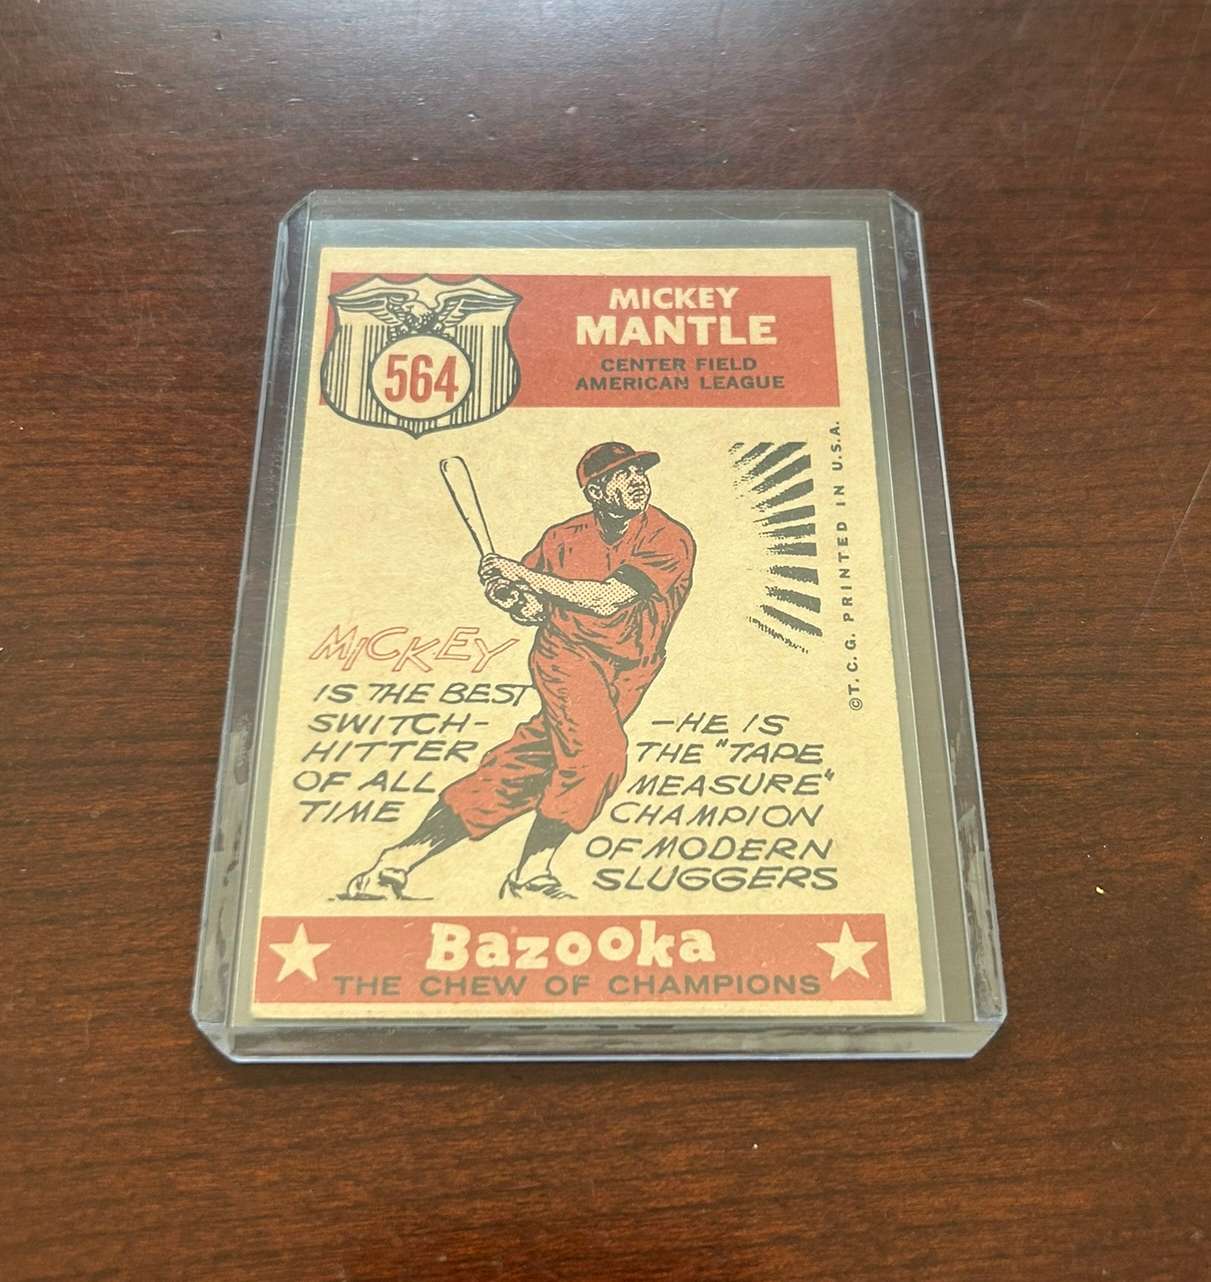 564
MICKEY
MANTLE
CENTER FIELD
AMERICAN LEAGUE
©T. C. G. PRINTED IN U.S.A.
MICKEY
IS THE BEST
SWITCH-
HITTER
OF ALL
TIME
—HE IS
THE "TAPE
MEASURE"
CHAMPION
OF MODERN
SLUGGERS
Bazooka
THE CHEW OF CHAMPIONS